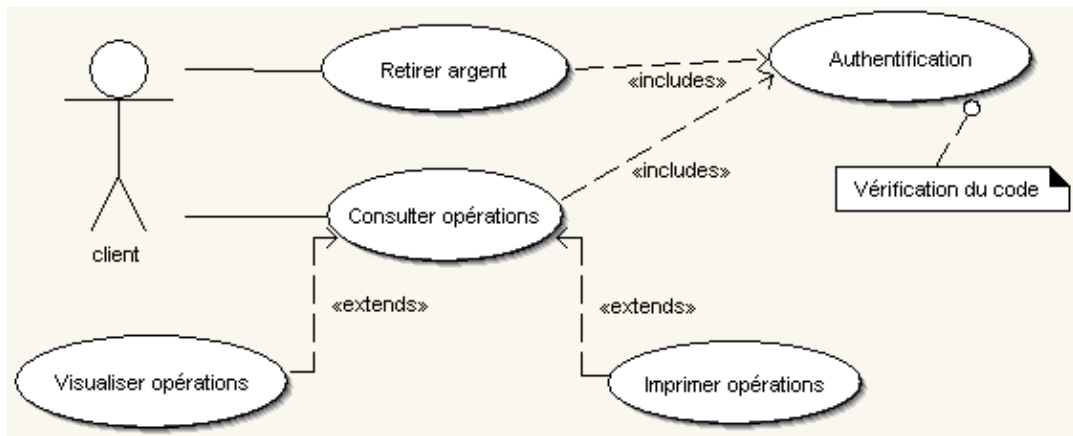 Retirer argent
Authentification
«includes»
«includes»
Vérification du code
Consulter opérations
client
«extends»
«extends»
Visualiser opérations
Imprimer opérations